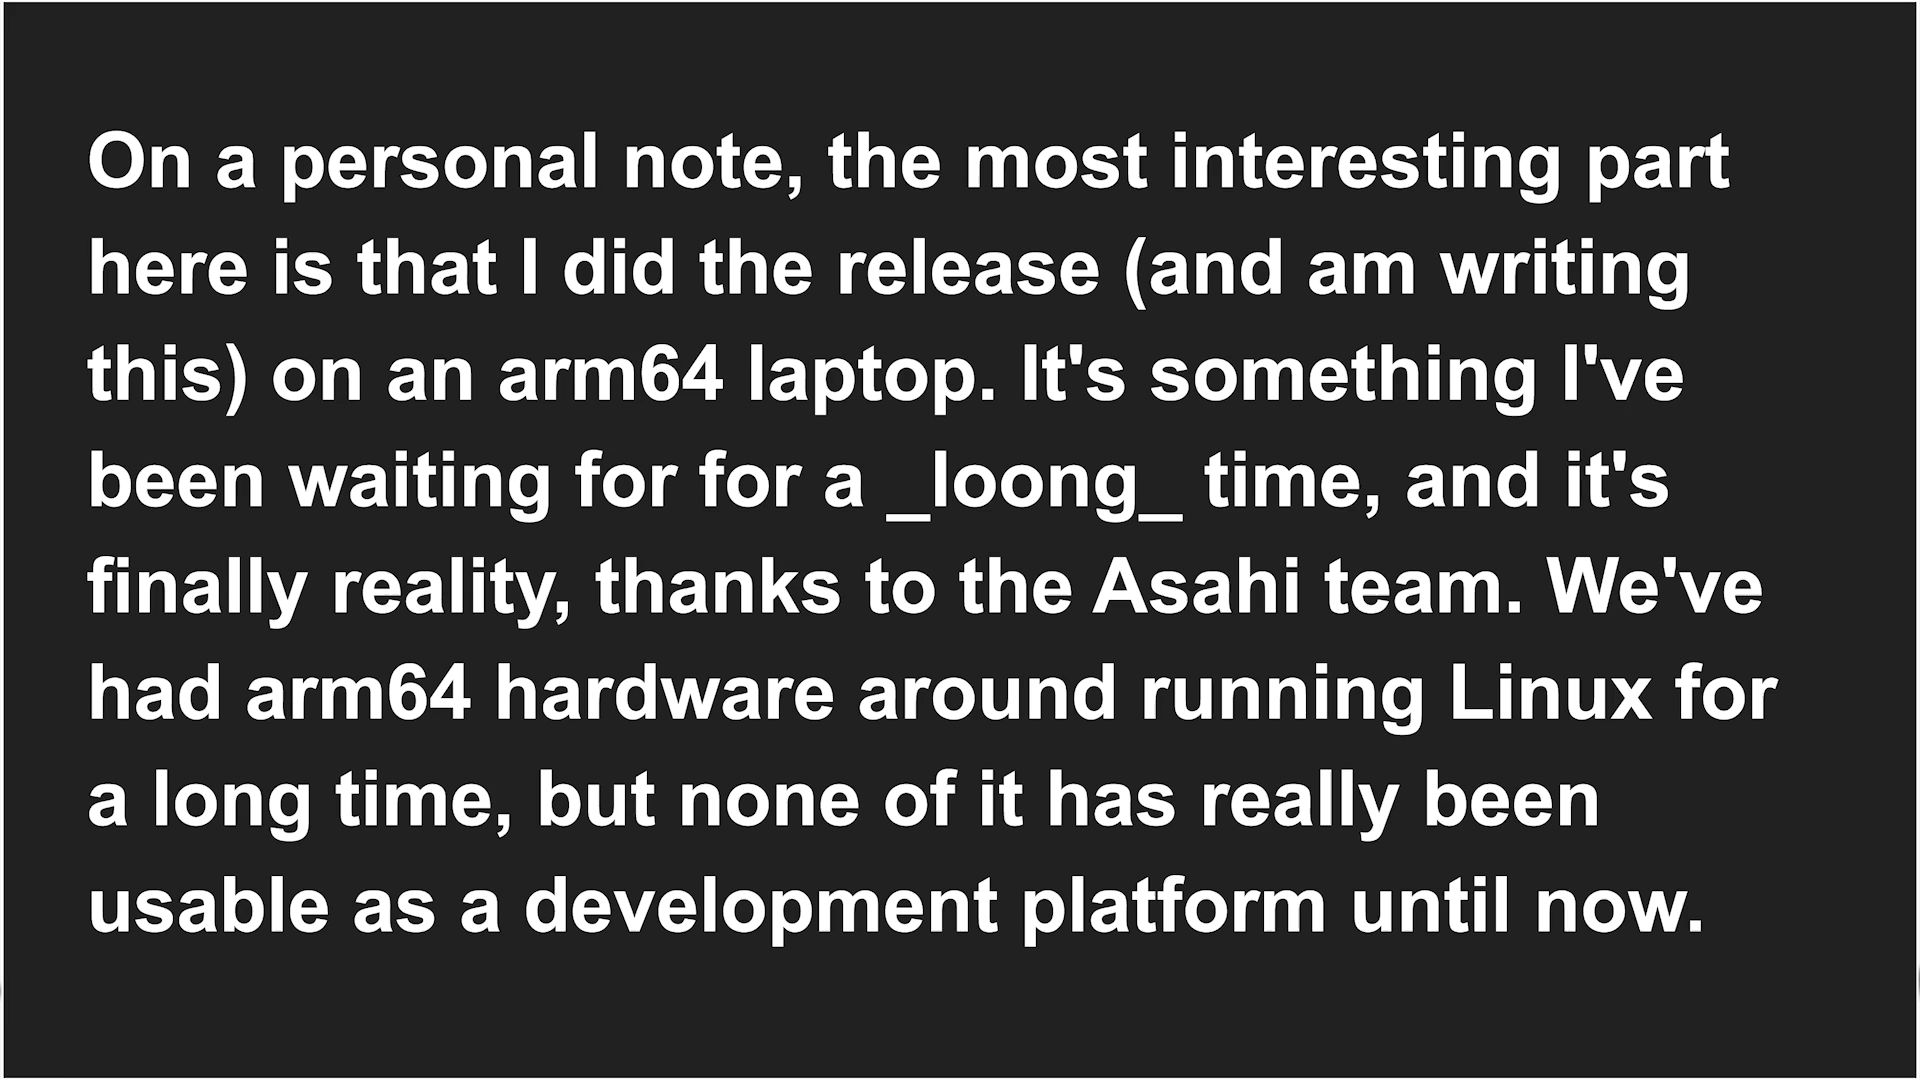 On a personal note, the most interesting part
here is that I did the release (and am writing
this) on an arm64 laptop. It's something I've
been waiting for for a _loong_ time, and it's
finally reality, thanks to the Asahi team. We've
had arm64 hardware around running Linux for
a long time, but none of it has really been
usable as a development platform until now.